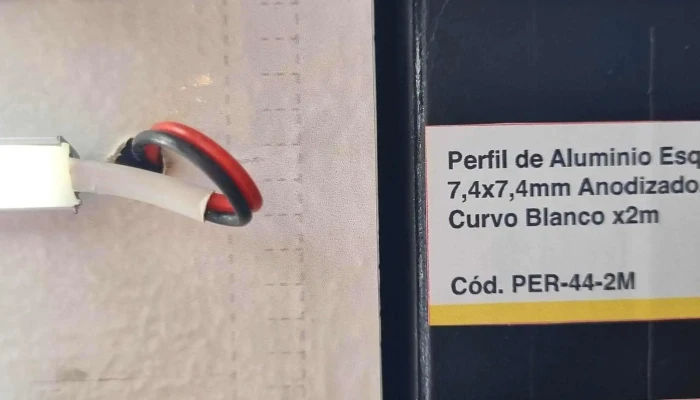 Perfil de Aluminio Esq
7,4x7,4mm Anodizado
Curvo Blanco x2m
Cód. PER-44-2M